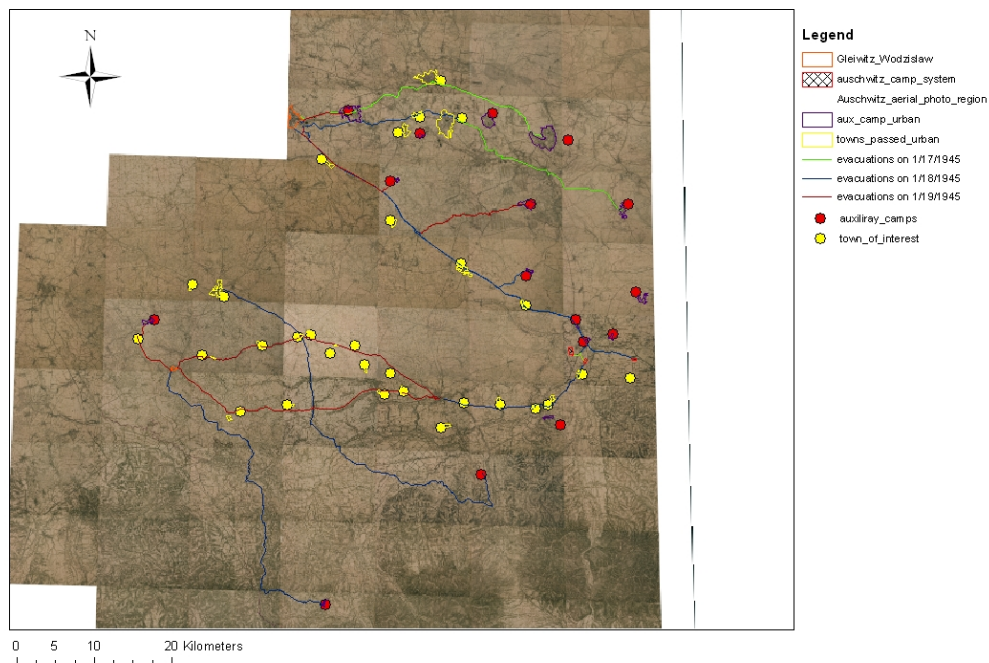 N
Legend
Gleiwitz_Wodzislaw
auschwitz_camp_system
Auschwitz_aerial_photo_region
aux_camp_urban
towns_passed_urban
evacuations on 1/17/1945
evacuations on 1/18/1945
evacuations on 1/19/1945
auxiliray_camps
town_of_interest
0 5 10 20 Kilometers